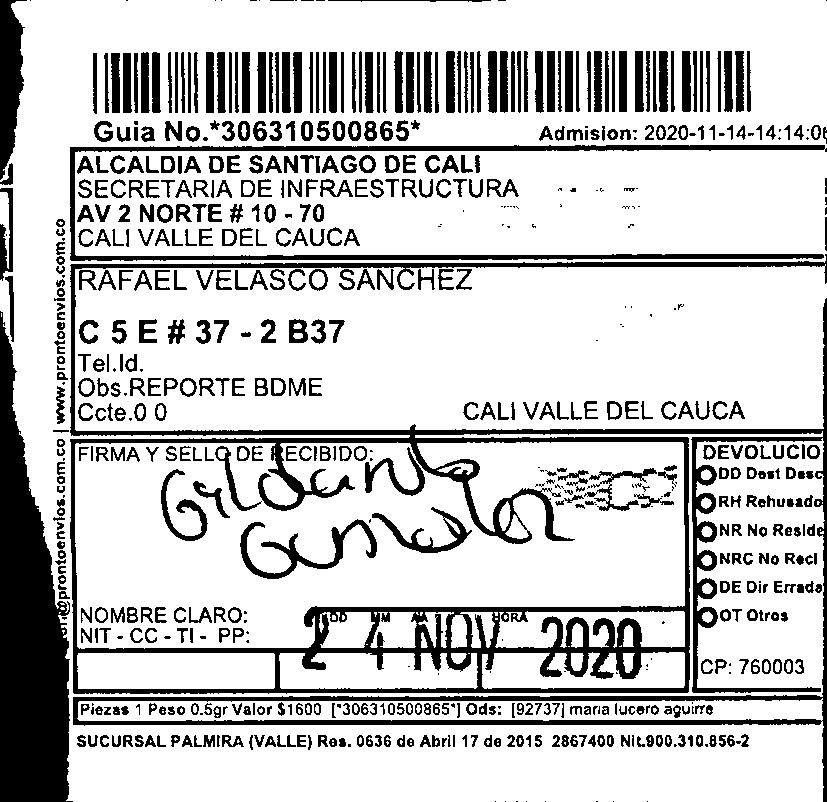 Guia No.*306310500865*
Admision: 2020-11-14-14:14:0
ALCALDIA DE SANTIAGO DE CALI
SECRETARIA DE INFRAESTRUCTURA
AV 2 NORTE # 10 - 70
CALI VALLE DEL CAUCA
www.prontoenvios.com.co
RAFAEL VELASCO SANCHEZ
C 5 E # 37 - 2 B37
Tel.Id.
Obs.REPORTE BDME
Ccte.0 0
CALI VALLE DEL CAUCA
@prontoenvios.com.co
FIRMA Y SELLO DE RECIBIDO:
DEVOLUCIO
DD Dest Desc
RH Rehusado
NR No Reside
NRC No Recl
DE Dir Errada
OT Otros
NOMBRE CLARO:
NIT - CC - TI - PP:
DD MM AA HORA
24 NOV 2020
CP: 760003
Piezas 1 Peso 0.5gr Valor $1600 [*306310500865*] Ods: [92737] maria lucero aguirre
SUCURSAL PALMIRA (VALLE) Res. 0636 de Abril 17 de 2015 2867400 Nit.900.310.856-2